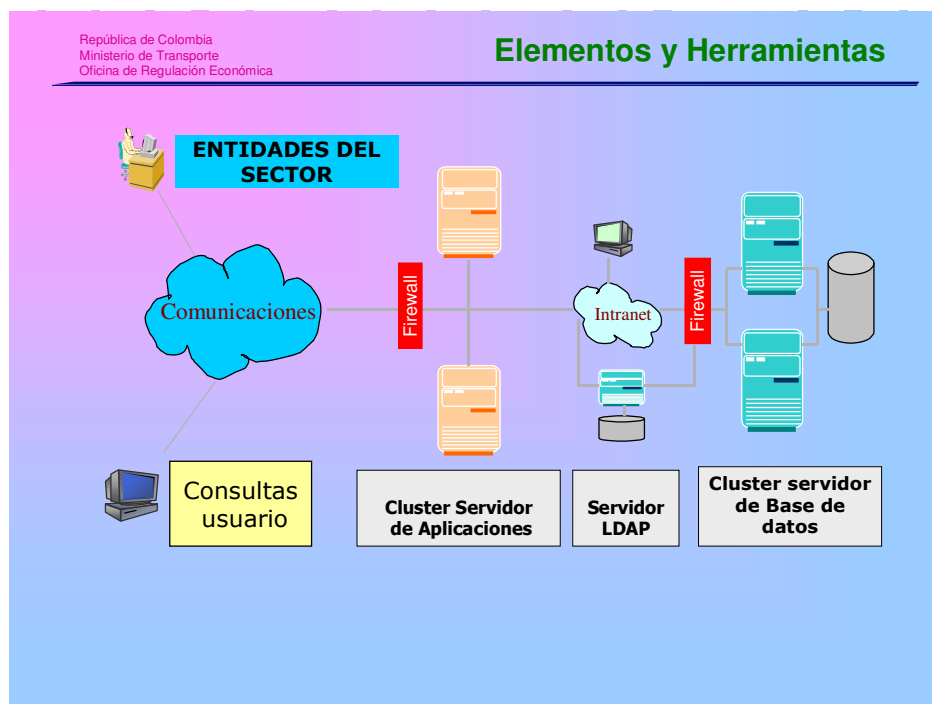 República de Colombia
Ministerio de Transporte
Oficina de Regulación Económica
Elementos y Herramientas
ENTIDADES DEL
SECTOR
Comunicaciones
Firewall
Intranet
Firewall
Consultas
usuario
Cluster Servidor
de Aplicaciones
Servidor
LDAP
Cluster servidor
de Base de
datos